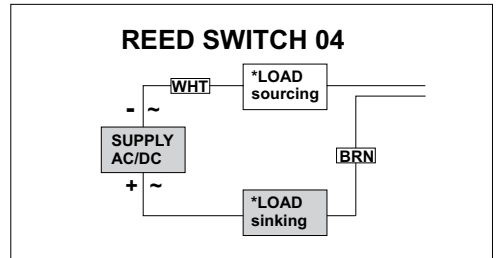 REED SWITCH 04
WHT
*LOAD
sourcing
- ~
SUPPLY
AC/DC
BRN
+ ~
*LOAD
sinking